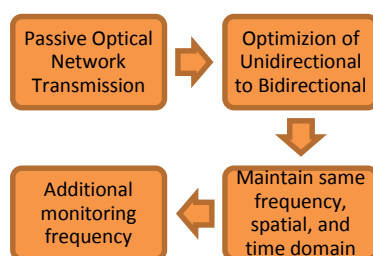 Passive Optical
Network
Transmission
Optimizion of
Unidirectional
to Bidirectional
Maintain same
frequency,
spatial, and
time domain
Additional
monitoring
frequency